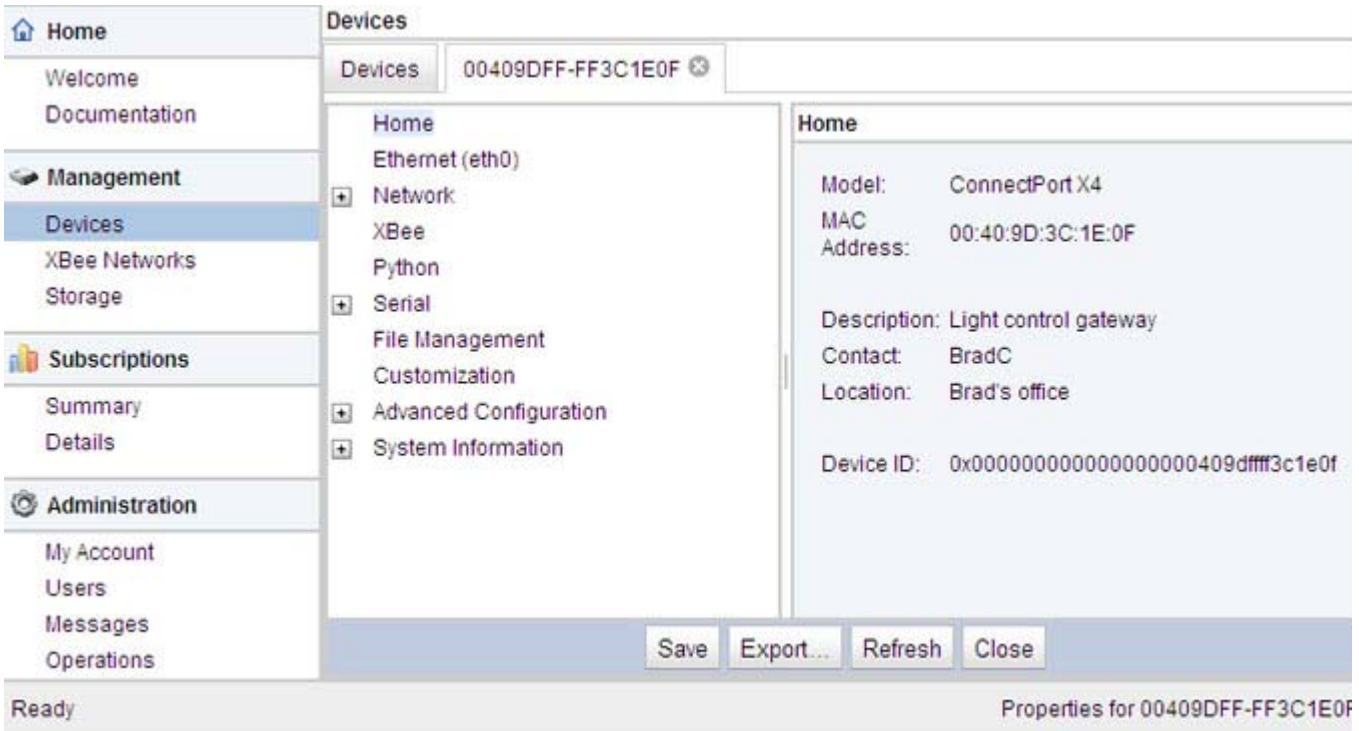 Home
Welcome
Documentation
Management
Devices
XBee Networks
Storage
Subscriptions
Summary
Details
Administration
My Account
Users
Messages
Operations
Devices
Devices
00409DFF-FF3C1E0F
Home
Ethernet (eth0)
Network
XBee
Python
Serial
File Management
Customization
Advanced Configuration
System Information
Home
Model: ConnectPort X4
MAC
Address: 00:40:9D:3C:1E:0F
Description: Light control gateway
Contact: BradC
Location: Brad's office
Device ID: 0x000000000000000000409dffff3c1e0f
Save
Export...
Refresh
Close
Ready
Properties for 00409DFF-FF3C1E0F